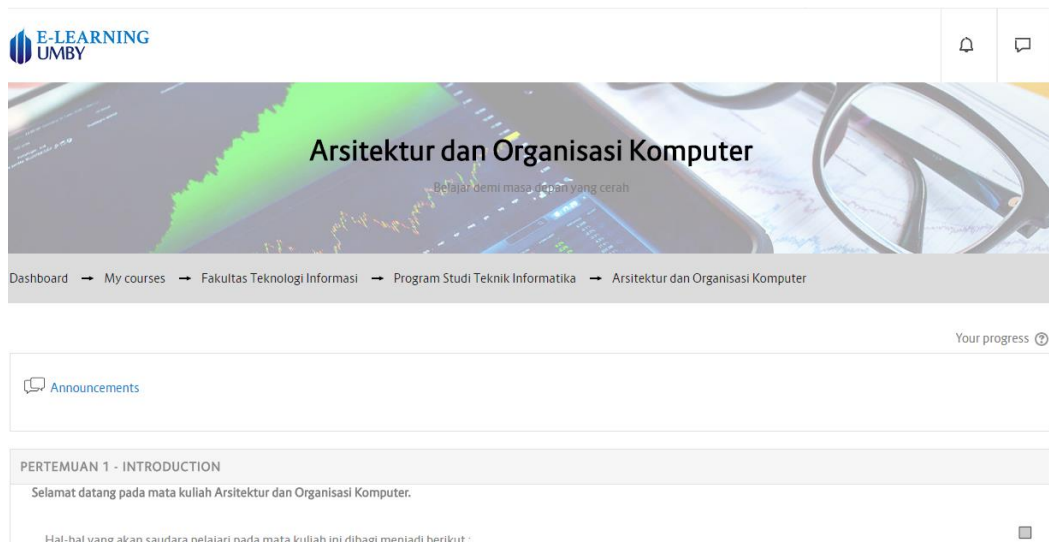 E-LEARNING
UMBY
Arsitektur dan Organisasi Komputer
Belajar demi masa depan yang cerah
Dashboard → My courses → Fakultas Teknologi Informasi → Program Studi Teknik Informatika → Arsitektur dan Organisasi Komputer
Your progress
Announcements
PERTEMUAN 1 - INTRODUCTION
Selamat datang pada mata kuliah Arsitektur dan Organisasi Komputer.
Hal-hal yang akan saudara pelajari pada mata kuliah ini dibagi menjadi berikut :